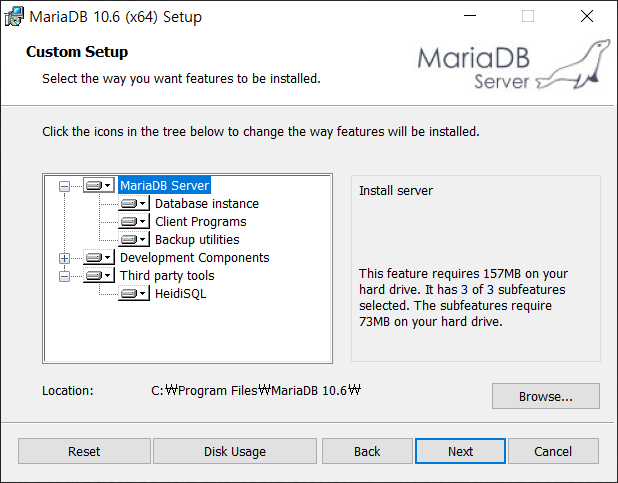 MariaDB 10.6 (x64) Setup
Custom Setup
Select the way you want features to be installed.
MariaDB
Server
Click the icons in the tree below to change the way features will be installed.
MariaDB Server
Database instance
Client Programs
Backup utilities
Development Components
Third party tools
HeidiSQL
Install server
This feature requires 157MB on your
hard drive. It has 3 of 3 subfeatures
selected. The subfeatures require
73MB on your hard drive.
Location: C:₩Program Files₩MariaDB 10.6₩
Browse...
Reset Disk Usage Back Next Cancel